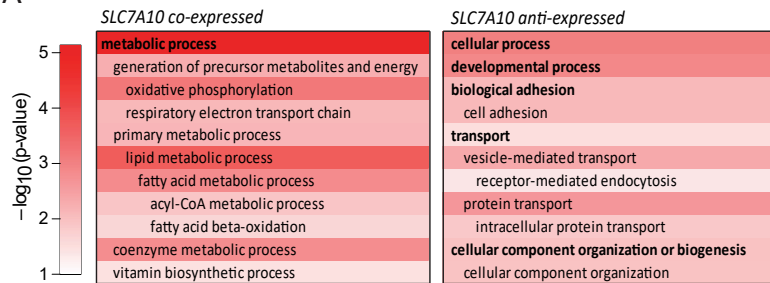 SLC7A10 co-expressed
SLC7A10 anti-expressed
−log10 (p-value)
5
4
3
2
1
metabolic process
generation of precursor metabolites and energy
oxidative phosphorylation
respiratory electron transport chain
primary metabolic process
lipid metabolic process
fatty acid metabolic process
acyl-CoA metabolic process
fatty acid beta-oxidation
coenzyme metabolic process
vitamin biosynthetic process
cellular process
developmental process
biological adhesion
cell adhesion
transport
vesicle-mediated transport
receptor-mediated endocytosis
protein transport
intracellular protein transport
cellular component organization or biogenesis
cellular component organization